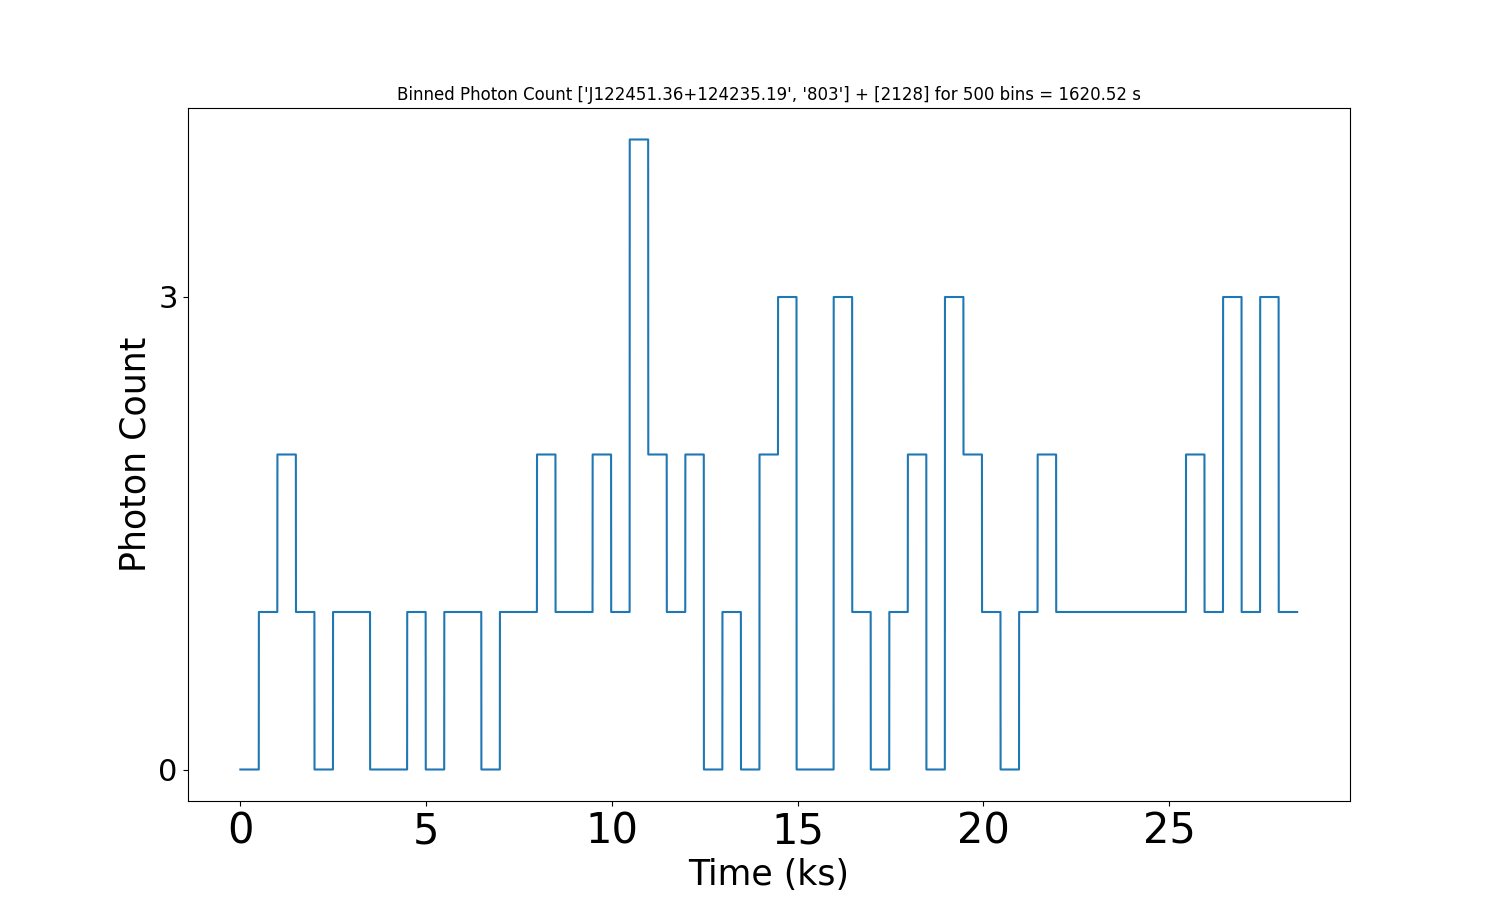 Binned Photon Count ['J122451.36+124235.19', '803'] + [2128] for 500 bins = 1620.52 s
3
0
Photon Count
0 5 10 15 20 25
Time (ks)